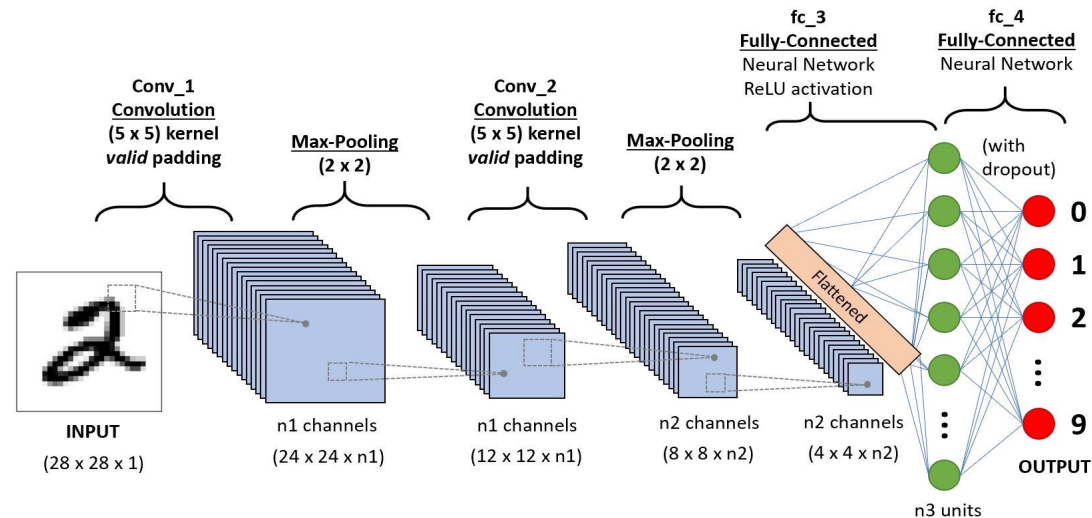 fc_3
Fully-Connected
Neural Network
ReLU activation
fc_4
Fully-Connected
Neural Network
Conv_1
Convolution
(5 x 5) kernel
valid padding
Max-Pooling
(2 x 2)
Conv_2
Convolution
(5 x 5) kernel
valid padding
Max-Pooling
(2 x 2)
(with
dropout)
Flattened
0
1
2
...
9
2
INPUT
(28 x 28 x 1)
n1 channels
(24 x 24 x n1)
n1 channels
(12 x 12 x n1)
n2 channels
(8 x 8 x n2)
n2 channels
(4 x 4 x n2)
...
n3 units
OUTPUT